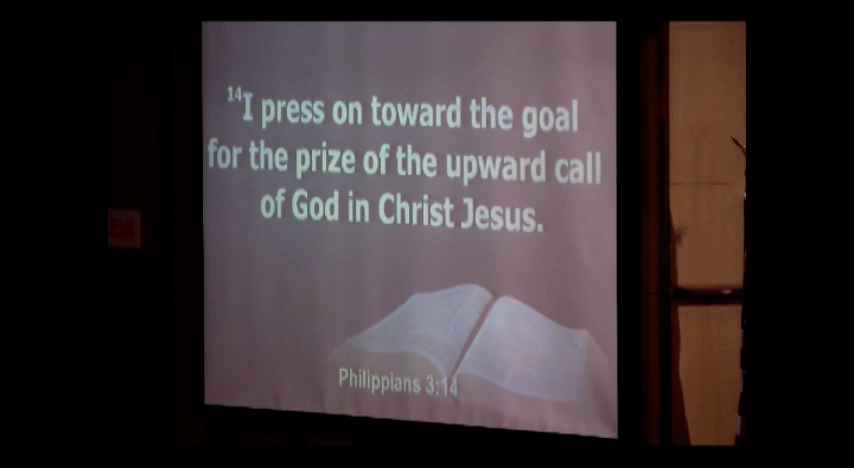 ¹⁴I press on toward the goal
for the prize of the upward call
of God in Christ Jesus.
Philippians 3:14
Exit